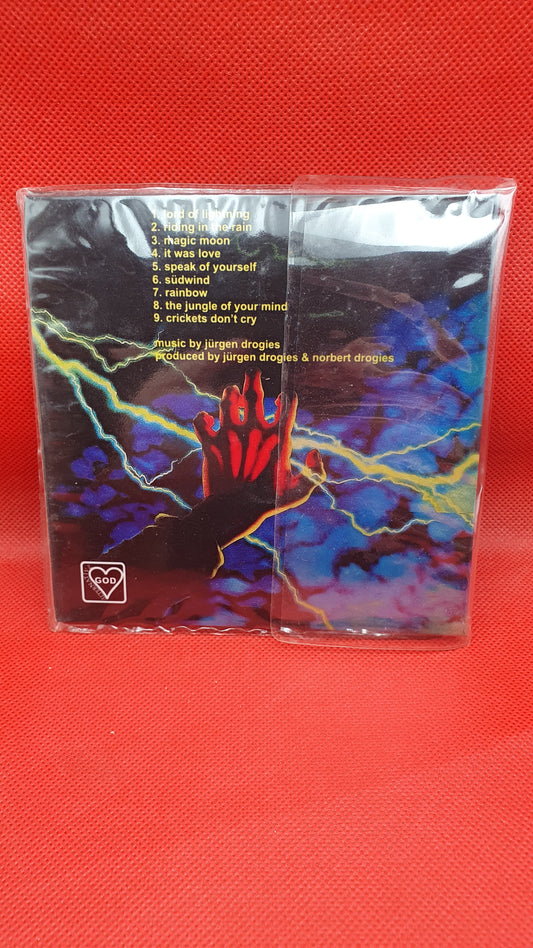 1. lord of lightning
2. riding in the rain
3. magic moon
4. it was love
5. speak of yourself
6. südwind
7. rainbow
8. the jungle of your mind
9. crickets don't cry
music by jürgen drogies
produced by jürgen drogies & norbert drogies
GOD